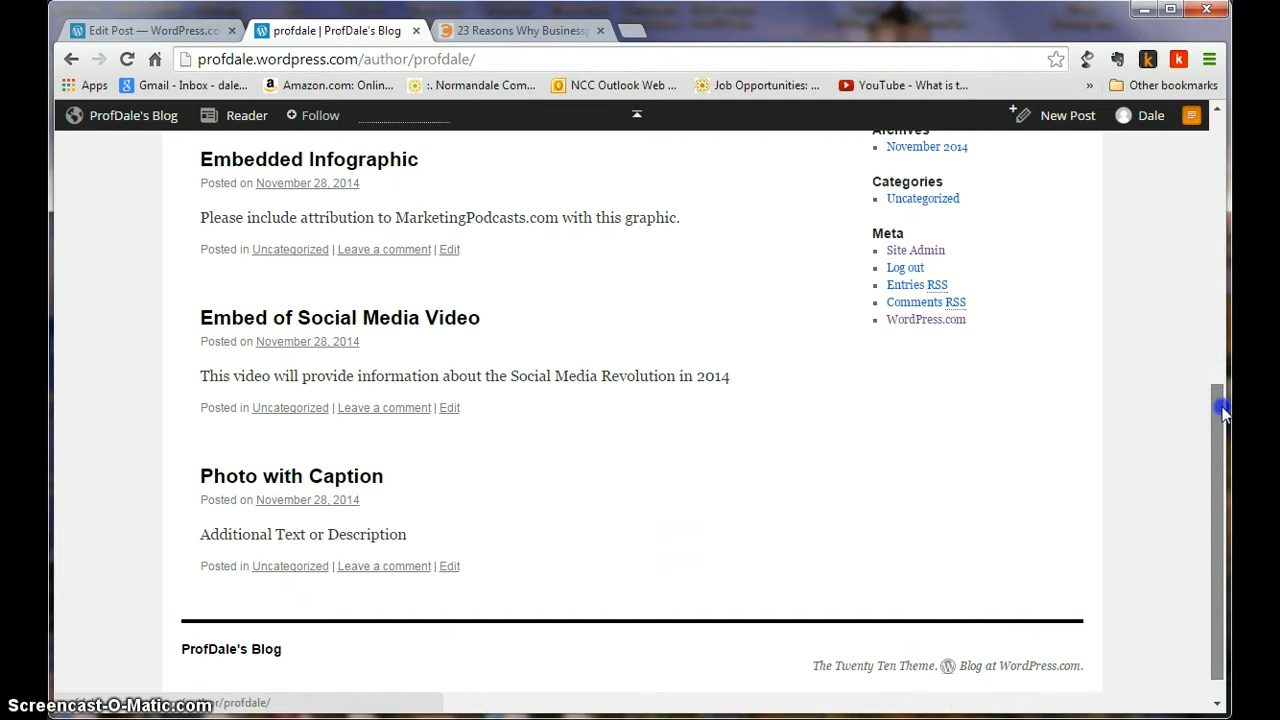 Edit Post — WordPress.co
profdale | ProfDale's Blog
23 Reasons Why Business
profdale.wordpress.com/author/profdale/
Apps
Gmail - Inbox - dale...
Amazon.com: Onlin...
:. Normandale Com...
NCC Outlook Web ...
Job Opportunities: ...
YouTube - What is t...
»
Other bookmarks
ProfDale's Blog
Reader
Follow
New Post
Dale
Archives
November 2014
Embedded Infographic
Posted on November 28, 2014
Please include attribution to MarketingPodcasts.com with this graphic.
Posted in Uncategorized | Leave a comment | Edit
Categories
Uncategorized
Meta
Site Admin
Log out
Entries RSS
Comments RSS
WordPress.com
Embed of Social Media Video
Posted on November 28, 2014
This video will provide information about the Social Media Revolution in 2014
Posted in Uncategorized | Leave a comment | Edit
Photo with Caption
Posted on November 28, 2014
Additional Text or Description
Posted in Uncategorized | Leave a comment | Edit
ProfDale's Blog
The Twenty Ten Theme. Blog at WordPress.com.
Screencast-O-Matic.com
/profdale/